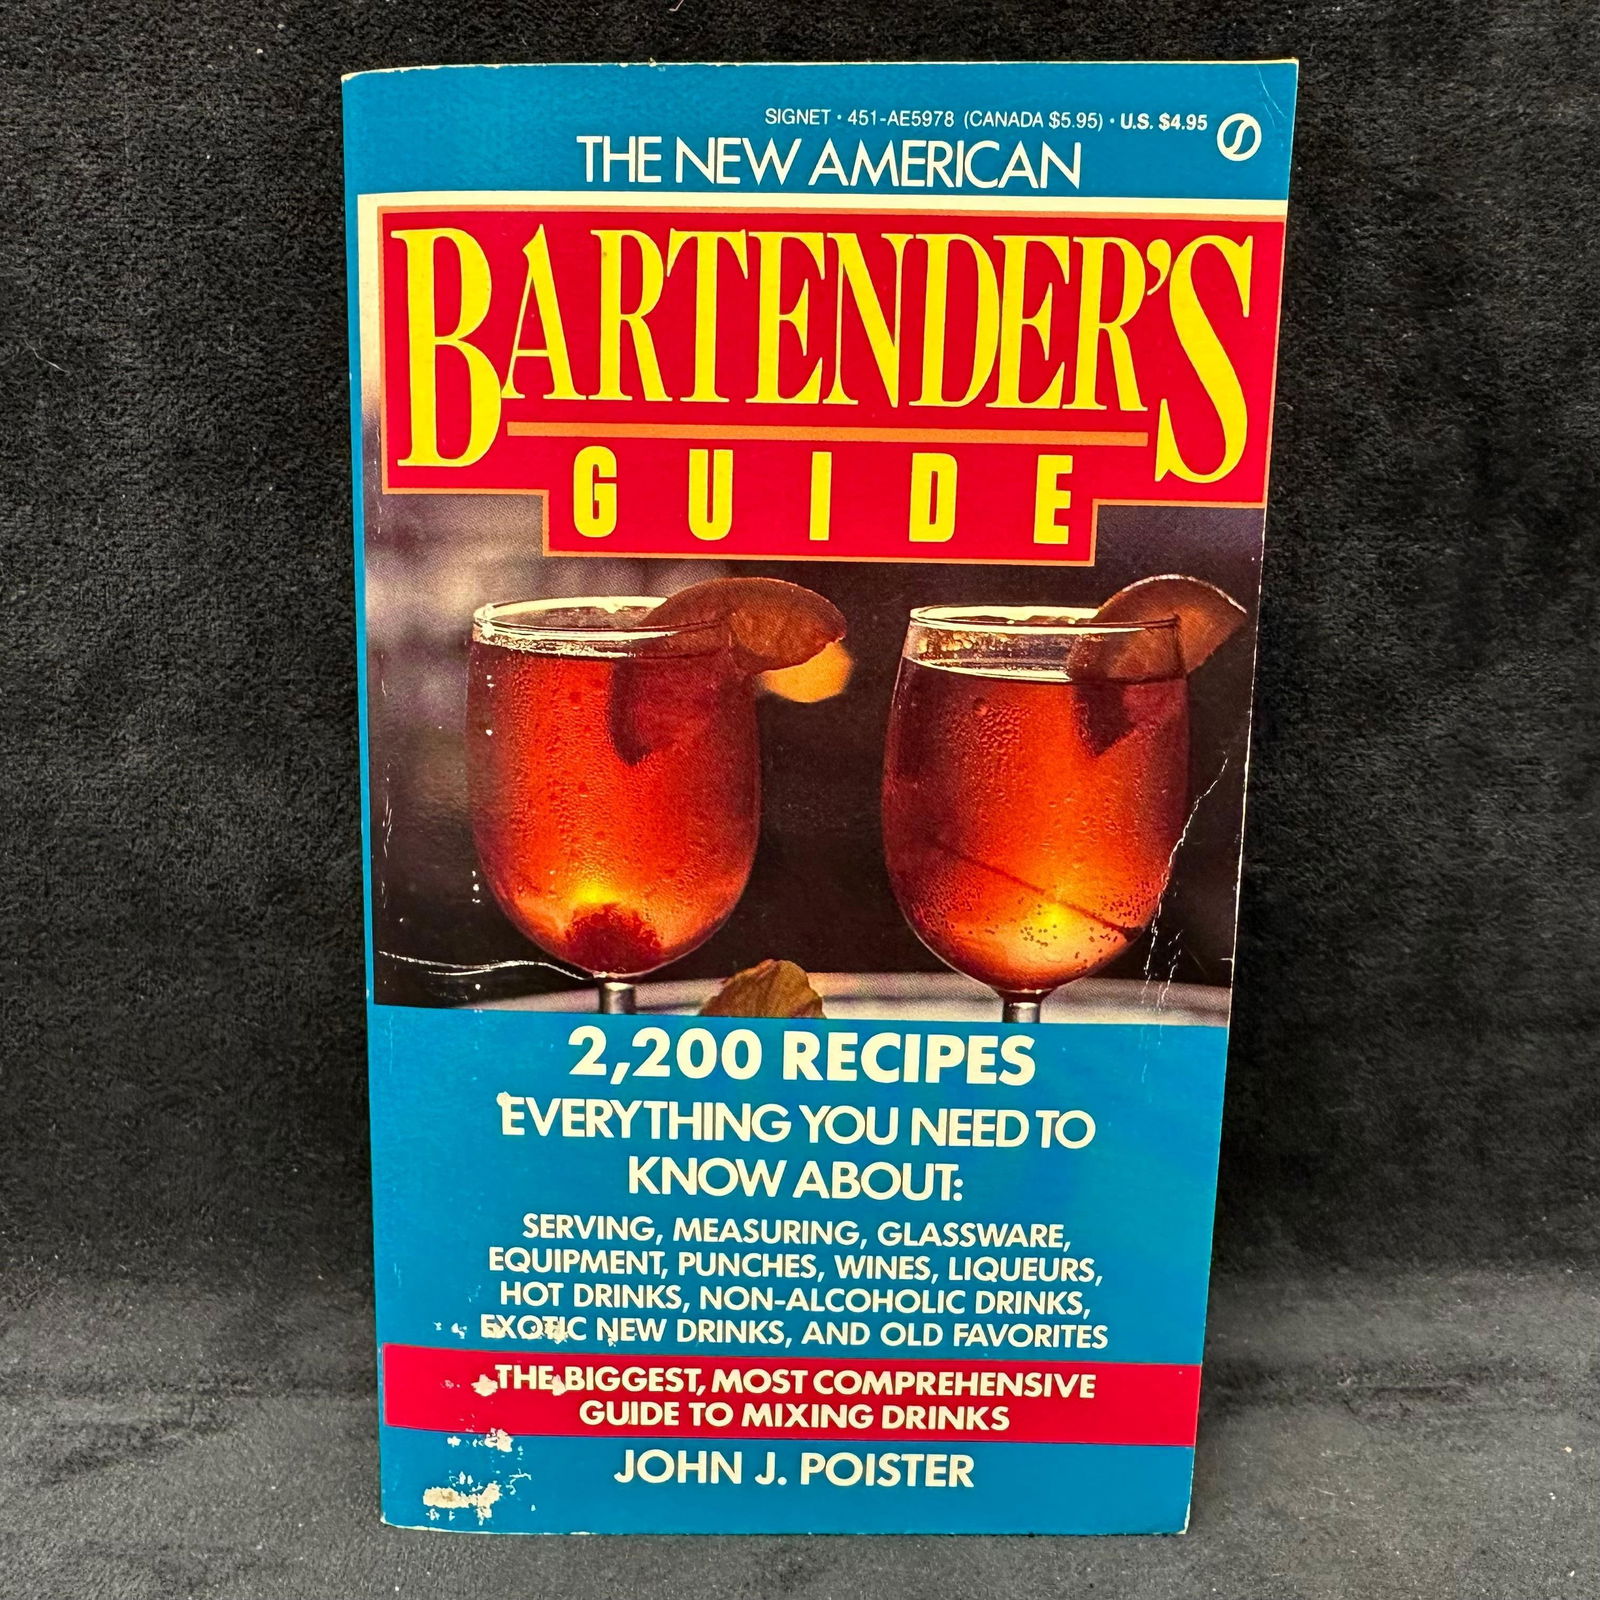 SIGNET • 451-AE5978 (CANADA $5.95) • U.S. $4.95
THE NEW AMERICAN
BARTENDER'S
GUIDE
2,200 RECIPES
EVERYTHING YOU NEED TO
KNOW ABOUT:
SERVING, MEASURING, GLASSWARE,
EQUIPMENT, PUNCHES, WINES, LIQUEURS,
HOT DRINKS, NON-ALCOHOLIC DRINKS,
EXOTIC NEW DRINKS, AND OLD FAVORITES
THE BIGGEST, MOST COMPREHENSIVE
GUIDE TO MIXING DRINKS
JOHN J. POISTER